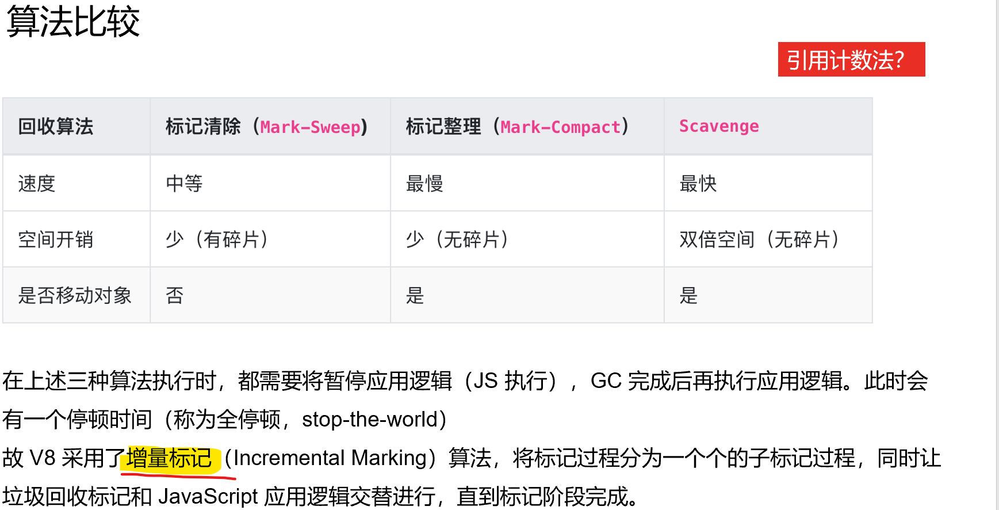 算法比较
引用计数法？
回收算法 标记清除（Mark-Sweep) 标记整理（Mark-Compact） Scavenge
速度 中等 最慢 最快
空间开销 少（有碎片） 少（无碎片） 双倍空间（无碎片）
是否移动对象 否 是 是
在上述三种算法执行时，都需要将暂停应用逻辑（JS 执行），GC 完成后再执行应用逻辑。此时会
有一个停顿时间（称为全停顿，stop-the-world）
故 V8 采用了增量标记（Incremental Marking）算法，将标记过程分为一个个的子标记过程，同时让
垃圾回收标记和 JavaScript 应用逻辑交替进行，直到标记阶段完成。